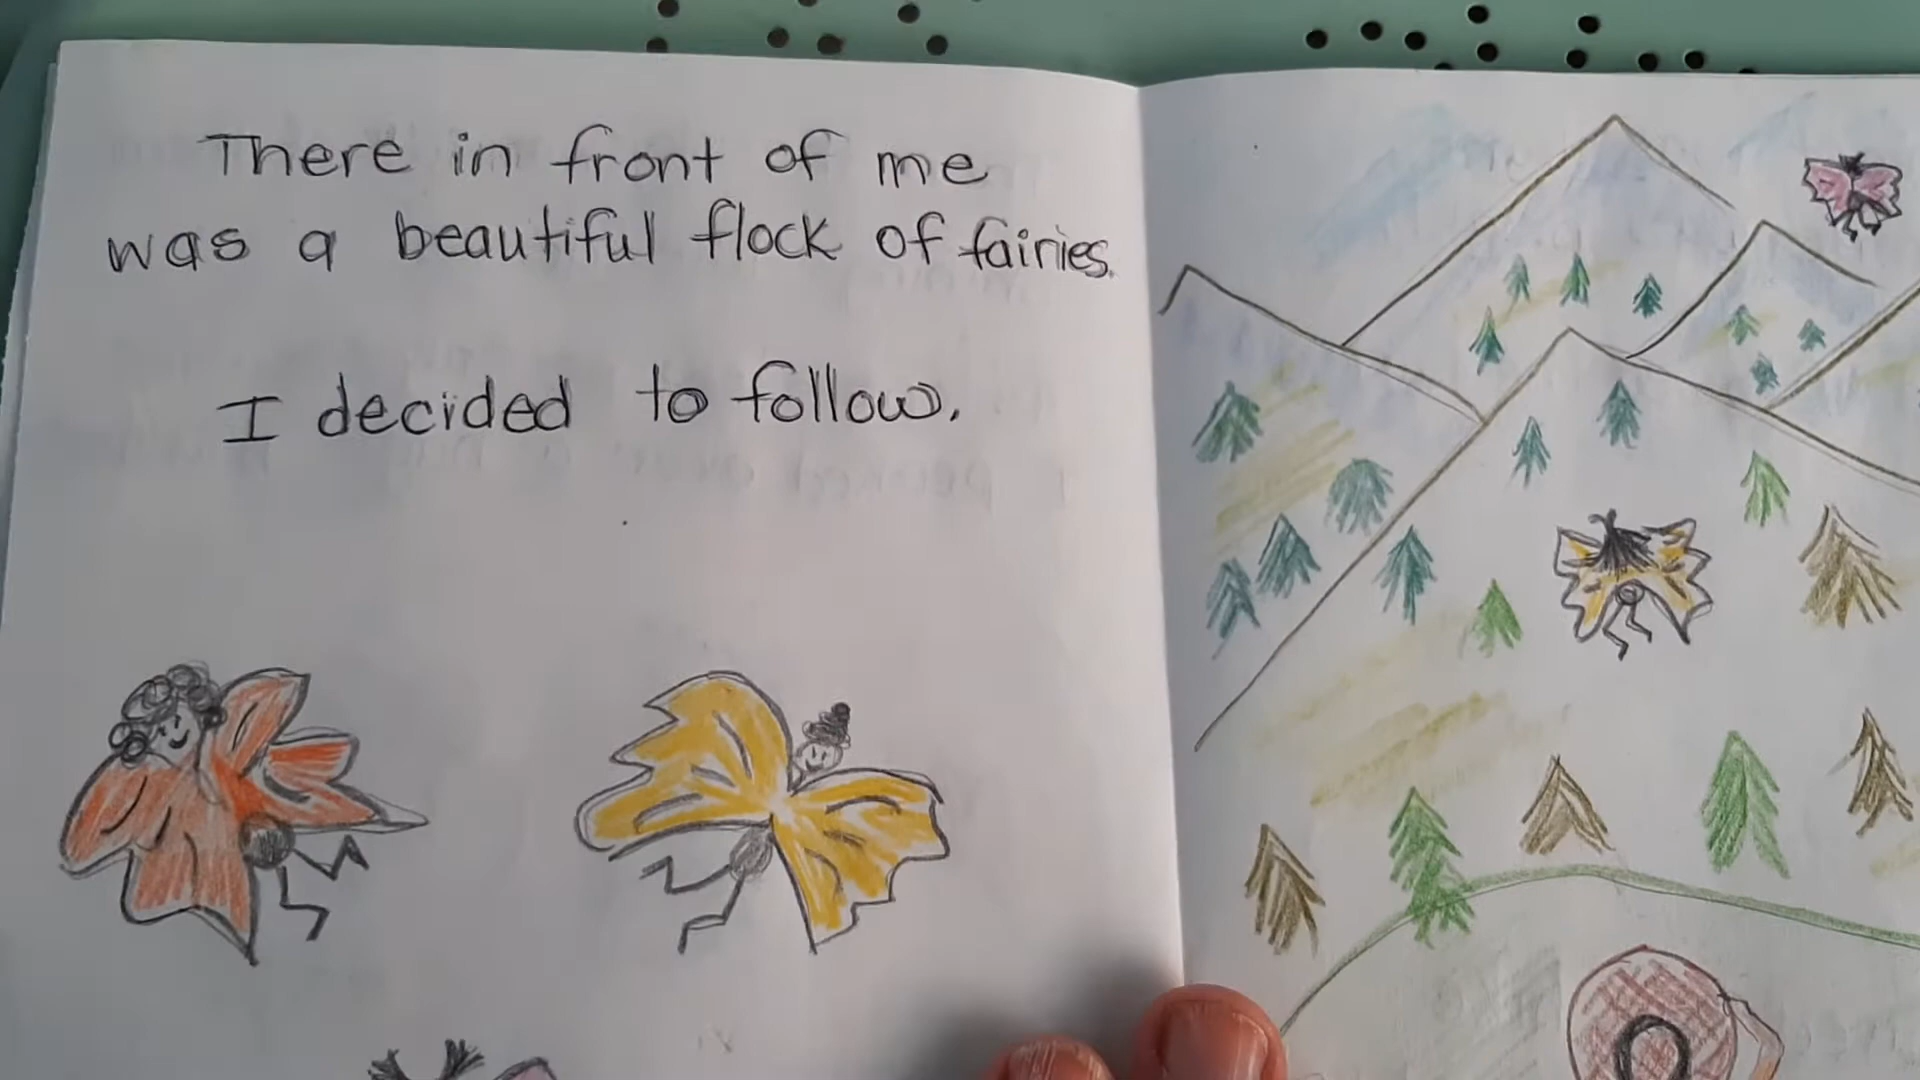 There in front of me
was a beautiful flock of fairies.
I decided to follow.